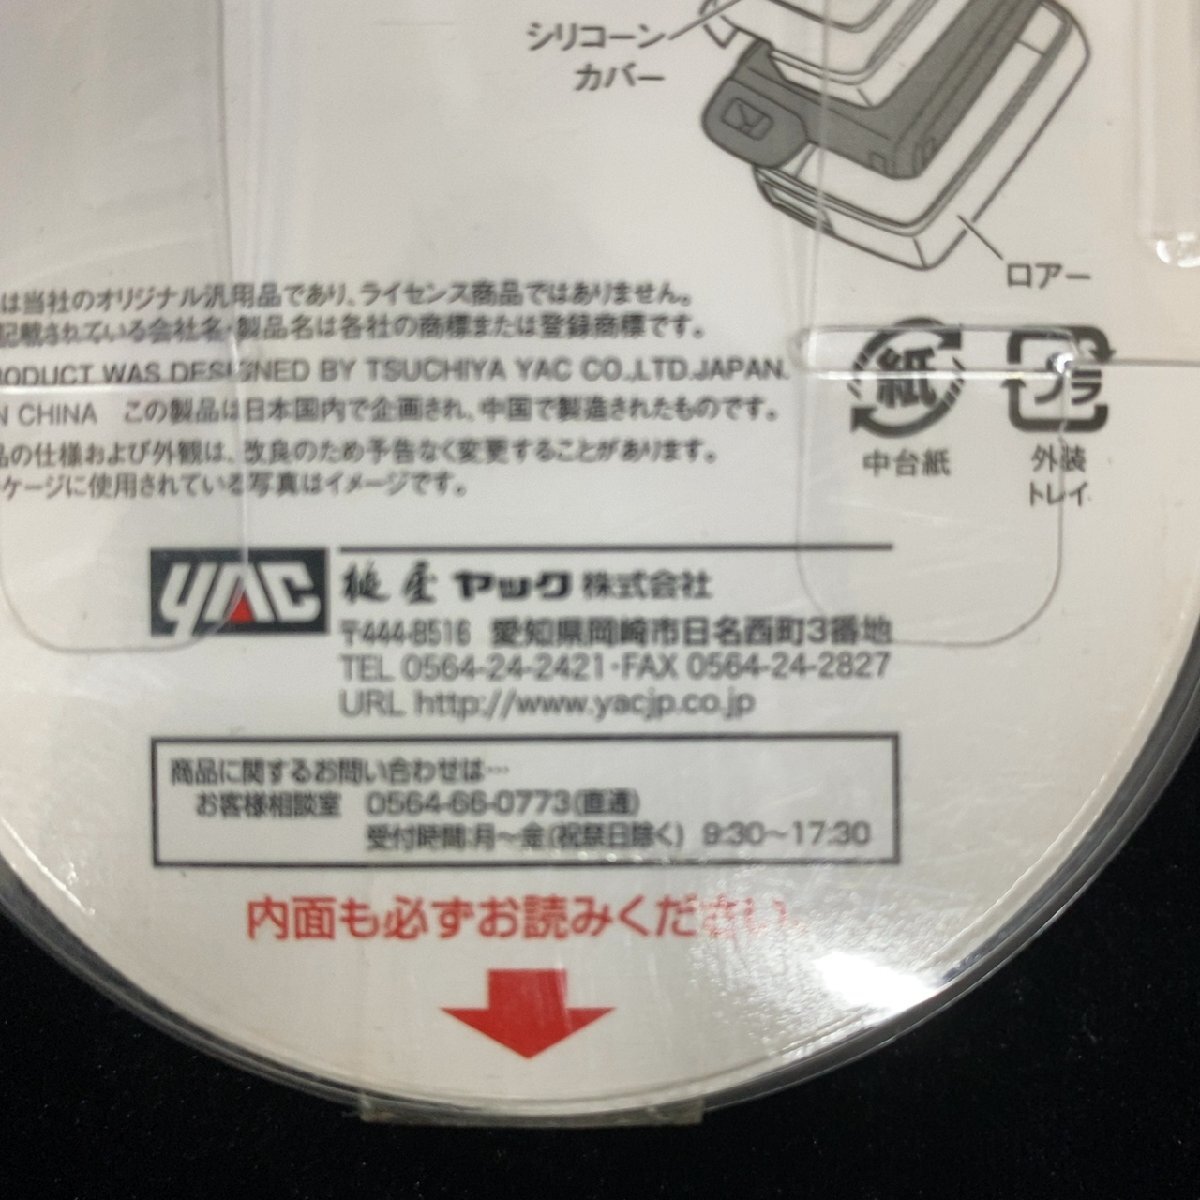 シリコーン
カバー
ロアー
は当社のオリジナル汎用品であり、ライセンス商品ではありません。
記載されている会社名・製品名は各社の商標または登録商標です。
RODUCT WAS DESIGNED BY TSUCHIYA YAC CO.,LTD.JAPAN.
N CHINA この製品は日本国内で企画され、中国で製造されたものです。
品の仕様および外観は、改良のため予告なく変更することがあります。
ケージに使用されている写真はイメージです。
紙
プラ
中台紙
外装
トレイ
YAC 槌屋ヤック株式会社
〒444-8516 愛知県岡崎市日名西町3番地
TEL 0564-24-2421・FAX 0564-24-2827
URL http://www.yacjp.co.jp
商品に関するお問い合わせは…
お客様相談室 0564-66-0773(直通)
受付時間:月〜金(祝祭日除く) 9:30〜17:30
内面も必ずお読みください。